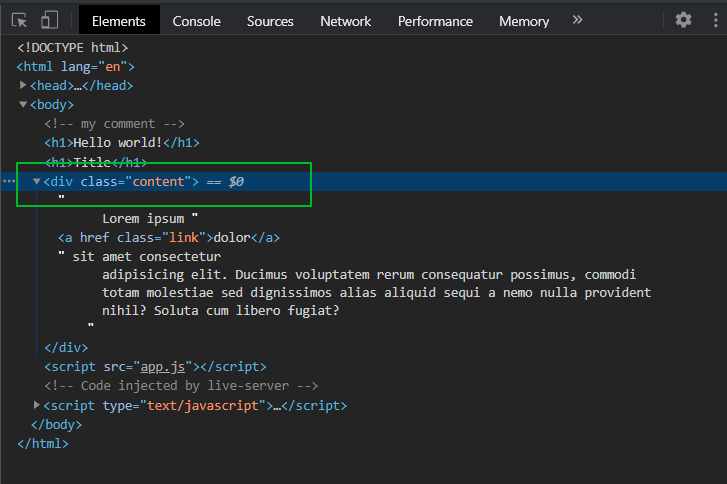 Elements Console Sources Network Performance Memory »
<!DOCTYPE html>
<html lang="en">
<head>…</head>
<body>
<!-- my comment -->
<h1>Hello world!</h1>
<h1>Title</h1>
<div class="content"> == $0
"
Lorem ipsum "
<a href class="link">dolor</a>
" sit amet consectetur
adipisicing elit. Ducimus voluptatem rerum consequatur possimus, commodi
totam molestiae sed dignissimos alias aliquid sequi a nemo nulla provident
nihil? Soluta cum libero fugiat?
"
</div>
<script src="app.js"></script>
<!-- Code injected by live-server -->
<script type="text/javascript">…</script>
</body>
</html>